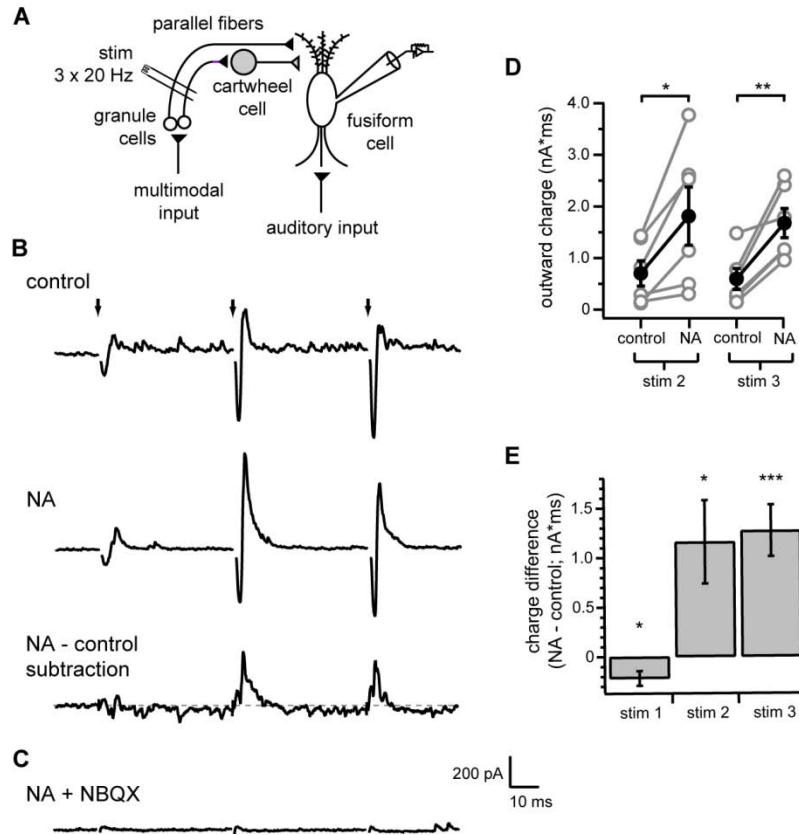 A
parallel fibers
stim
3 x 20 Hz
cartwheel
cell
granule
cells
fusiform
cell
multimodal
input
auditory input
B
control
NA
NA - control
subtraction
C
NA + NBQX
200 pA
10 ms
D
* **
4.0
3.0
2.0
1.0
0
outward charge (nA*ms)
control NA control NA
stim 2 stim 3
E
* * ***
1.5
1.0
0.5
0
charge difference
(NA - control; nA*ms)
stim 1 stim 2 stim 3